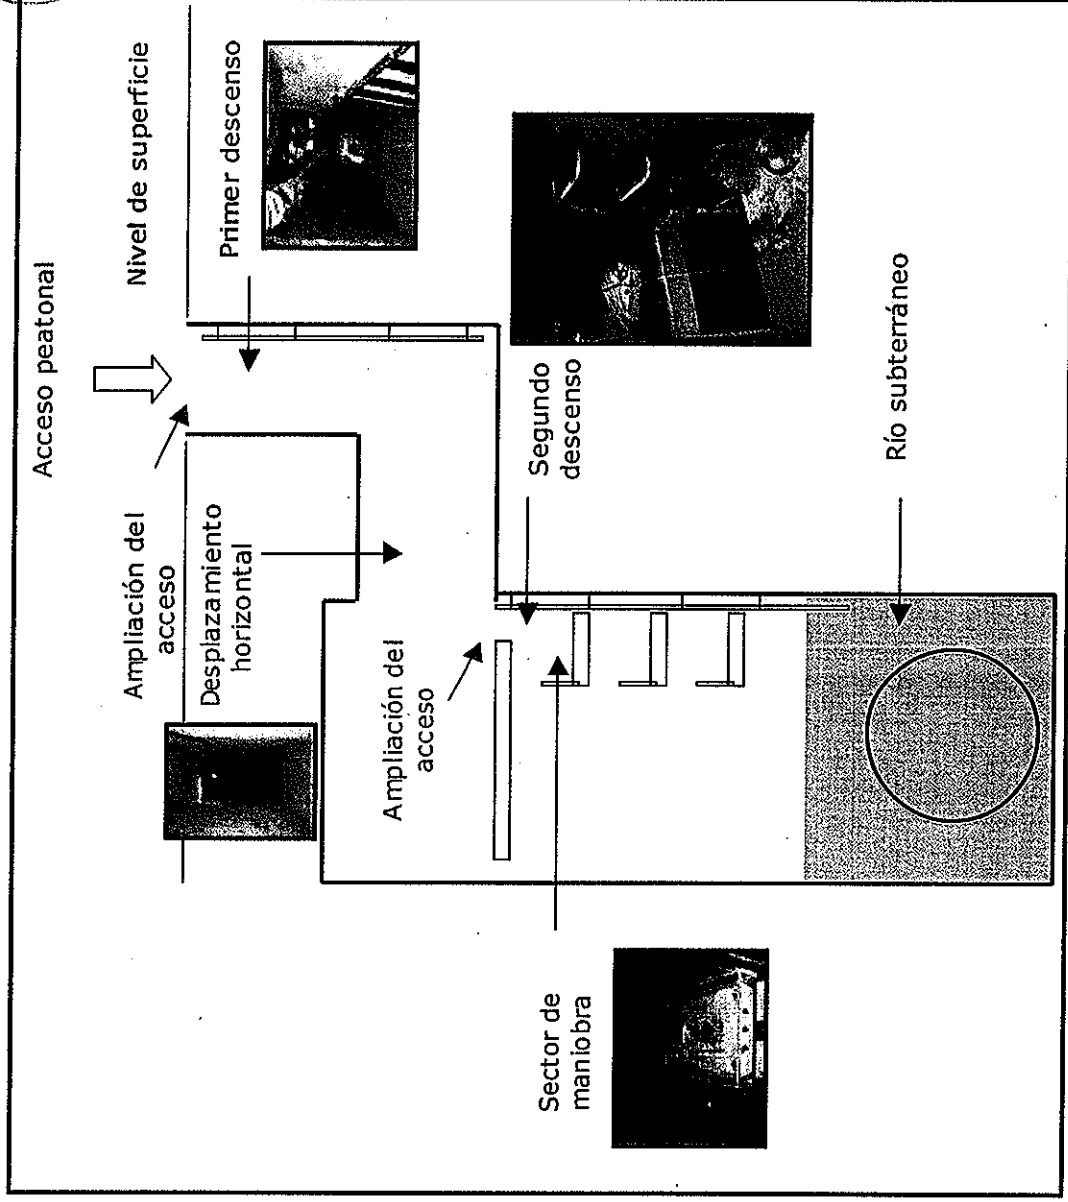 Acceso peatonal
Nivel de superficie
Ampliación del
acceso
Primer descenso
Desplazamiento
horizontal
Ampliación del
acceso
Segundo
descenso
Sector de
maniobra
Río subterráneo